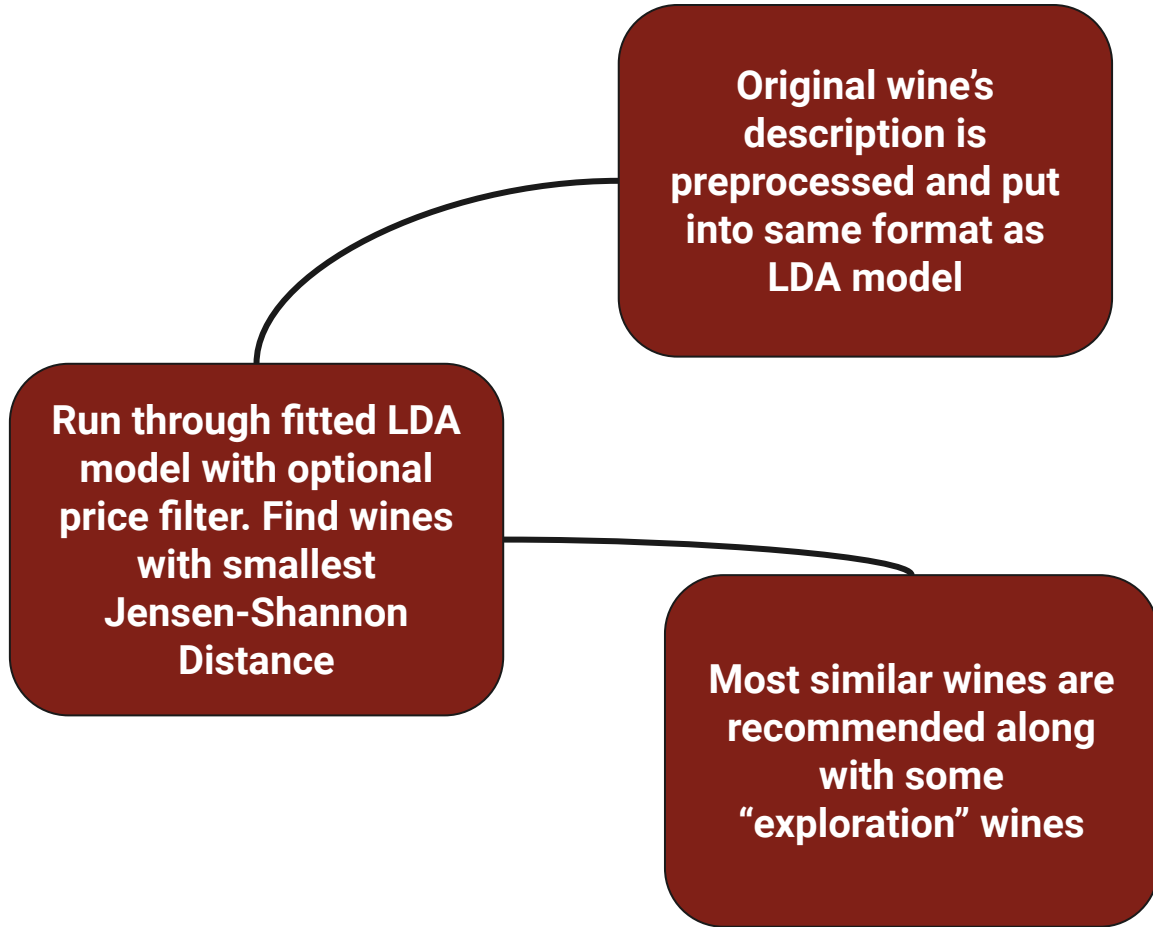 Original wine’s
description is
preprocessed and put
into same format as
LDA model
Run through fitted LDA
model with optional
price filter. Find wines
with smallest
Jensen-Shannon
Distance
Most similar wines are
recommended along
with some
“exploration” wines